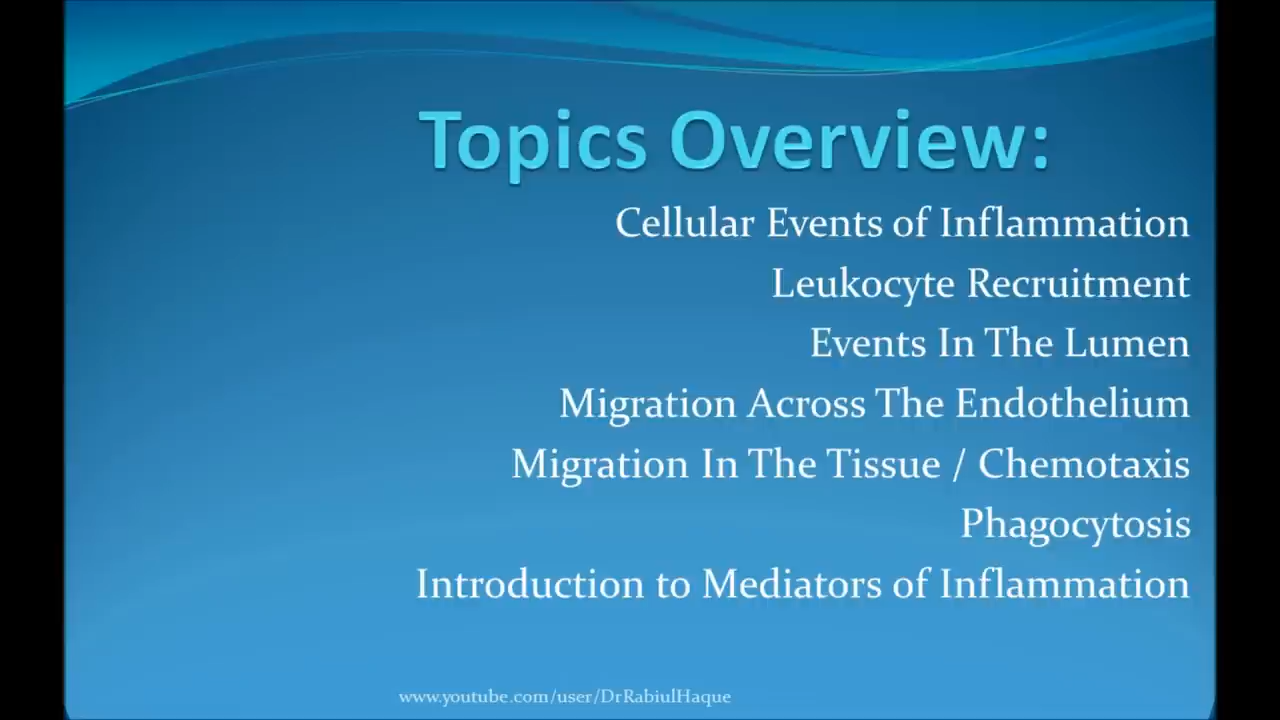 Topics Overview:
Cellular Events of Inflammation
Leukocyte Recruitment
Events In The Lumen
Migration Across The Endothelium
Migration In The Tissue / Chemotaxis
Phagocytosis
Introduction to Mediators of Inflammation
www.youtube.com/user/DrRabiulHaque